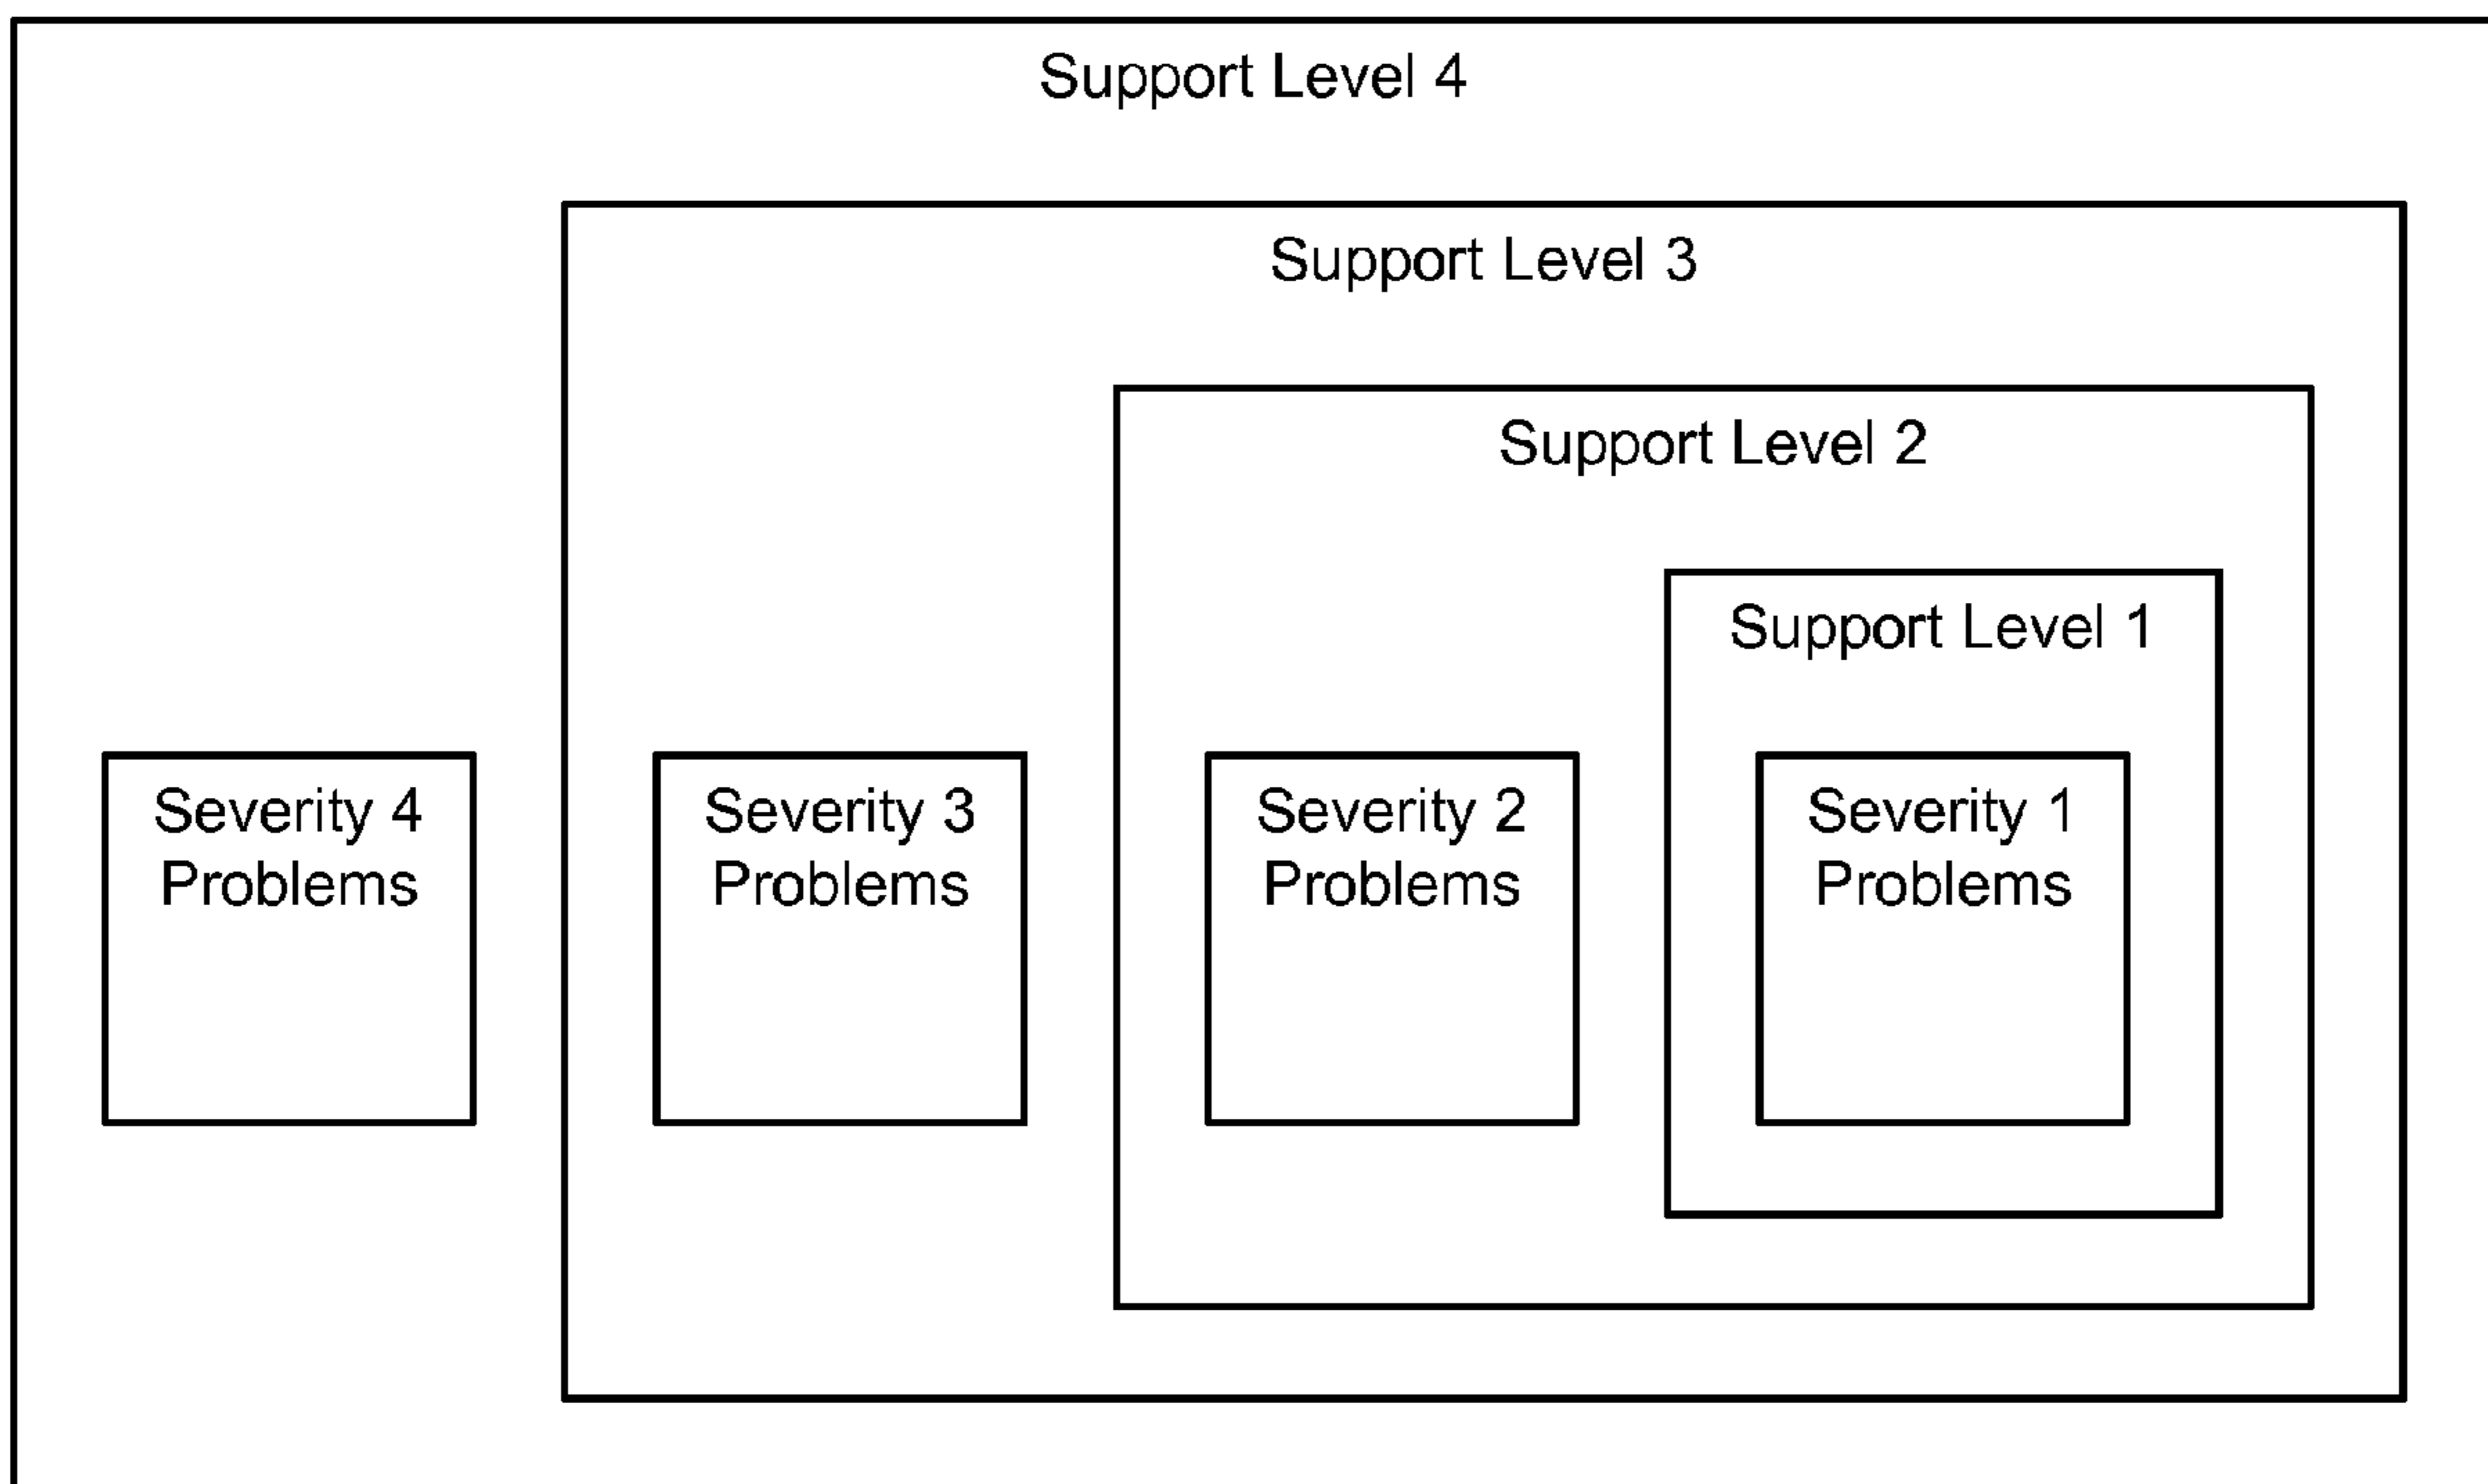 Support Level 4
Support Level 3
Support Level 2
Support Level 1
Severity 4
Problems
Severity 3
Problems
Severity 2
Problems
Severity 1
Problems